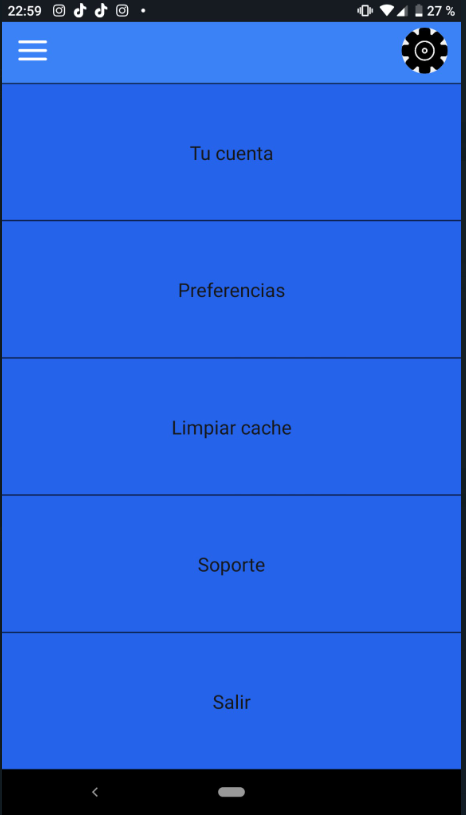 22:59
27 %
Tu cuenta
Preferencias
Limpiar cache
Soporte
Salir